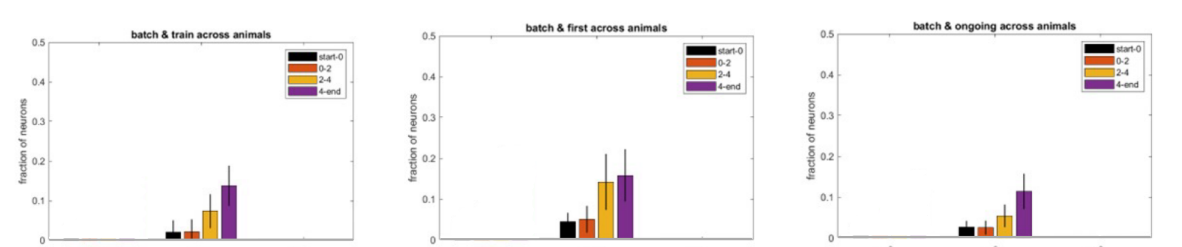 batch & train across animals
0.5
0.4
0.3
0.2
0.1
0
fraction of neurons
start-0
0-2
2-4
4-end
batch & first across animals
0.5
0.4
0.3
0.2
0.1
0
fraction of neurons
start-0
0-2
2-4
4-end
batch & ongoing across animals
0.5
0.4
0.3
0.2
0.1
0
fraction of neurons
start-0
0-2
2-4
4-end